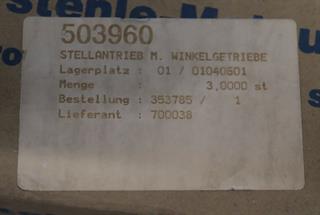 503960
STELLANTRIEB M. WINKELGETRIEBE
Lagerplatz : 01 / 01040601
Menge : 3,0000 st
Bestellung : 353785 / 1
Lieferant : 700038